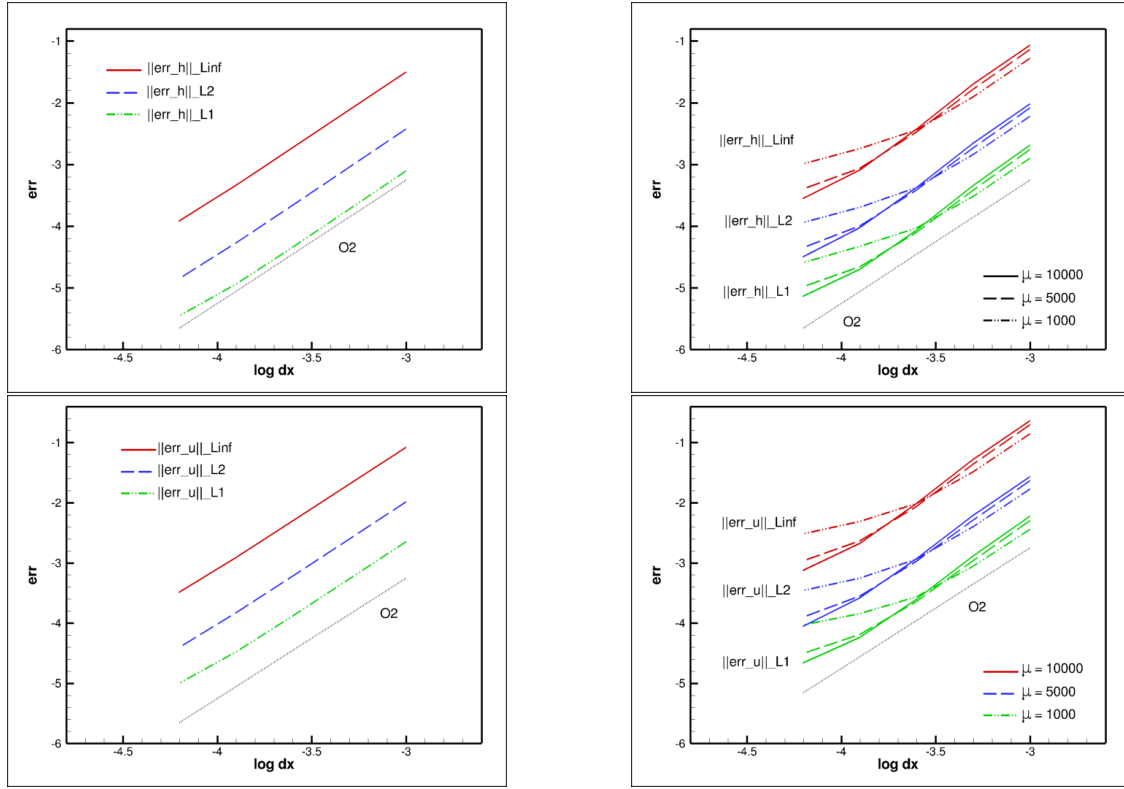 -1
-2
-3
-4
-5
-6
err
||err_h||_Linf
||err_h||_L2
||err_h||_L1
O2
-4.5
-4
-3.5
-3
log dx
-1
-2
-3
-4
-5
-6
err
||err_h||_Linf
||err_h||_L2
||err_h||_L1
O2
μ = 10000
μ = 5000
μ = 1000
-4.5
-4
-3.5
-3
log dx
-1
-2
-3
-4
-5
-6
err
||err_u||_Linf
||err_u||_L2
||err_u||_L1
O2
-4.5
-4
-3.5
-3
log dx
-1
-2
-3
-4
-5
-6
err
||err_u||_Linf
||err_u||_L2
||err_u||_L1
O2
μ = 10000
μ = 5000
μ = 1000
-4.5
-4
-3.5
-3
log dx